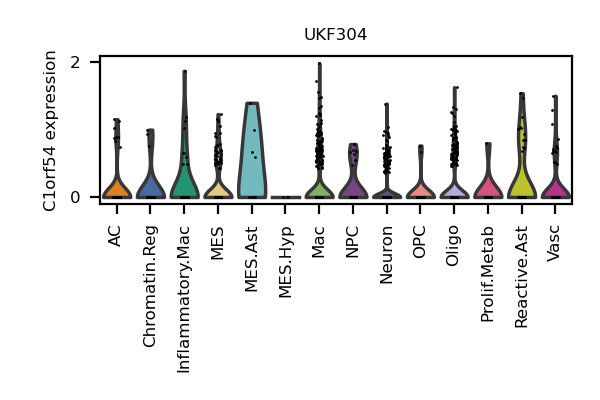 UKF304
C1orf54 expression
2
0
AC
Chromatin.Reg
Inflammatory.Mac
MES
MES.Ast
MES.Hyp
Mac
NPC
Neuron
OPC
Oligo
Prolif.Metab
Reactive.Ast
Vasc